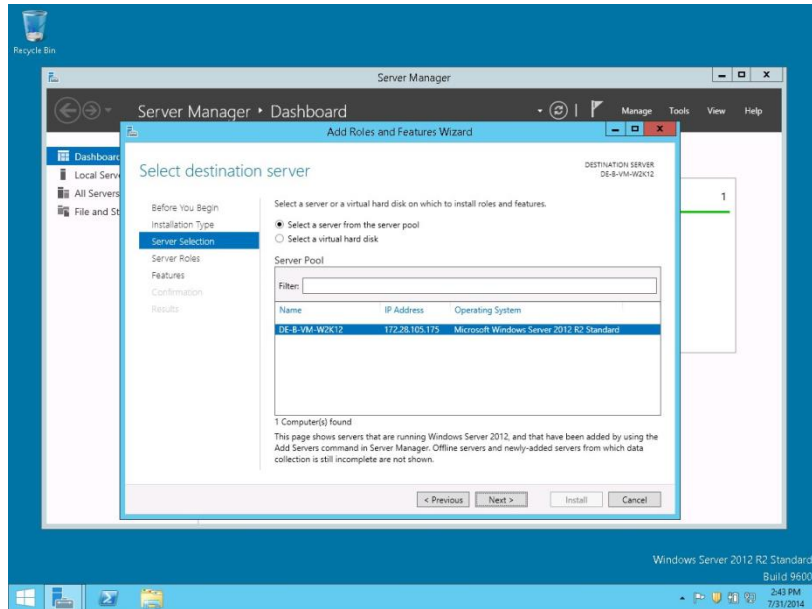 Recycle Bin
Server Manager
Server Manager • Dashboard
Manage Tools View Help
Add Roles and Features Wizard
Dashboard
Local Serv
All Servers
File and St
1
Select destination server
DESTINATION SERVER
DE-B-VM-W2K12
Before You Begin
Installation Type
Server Selection
Server Roles
Features
Confirmation
Results
Select a server or a virtual hard disk on which to install roles and features.
Select a server from the server pool
Select a virtual hard disk
Server Pool
Filter:
Name IP Address Operating System
DE-B-VM-W2K12 172.28.105.175 Microsoft Windows Server 2012 R2 Standard
1 Computer(s) found
This page shows servers that are running Windows Server 2012, and that have been added by using the
Add Servers command in Server Manager. Offline servers and newly-added servers from which data
collection is still incomplete are not shown.
< Previous Next > Install Cancel
Windows Server 2012 R2 Standard
Build 9600
2:43 PM
7/31/2014